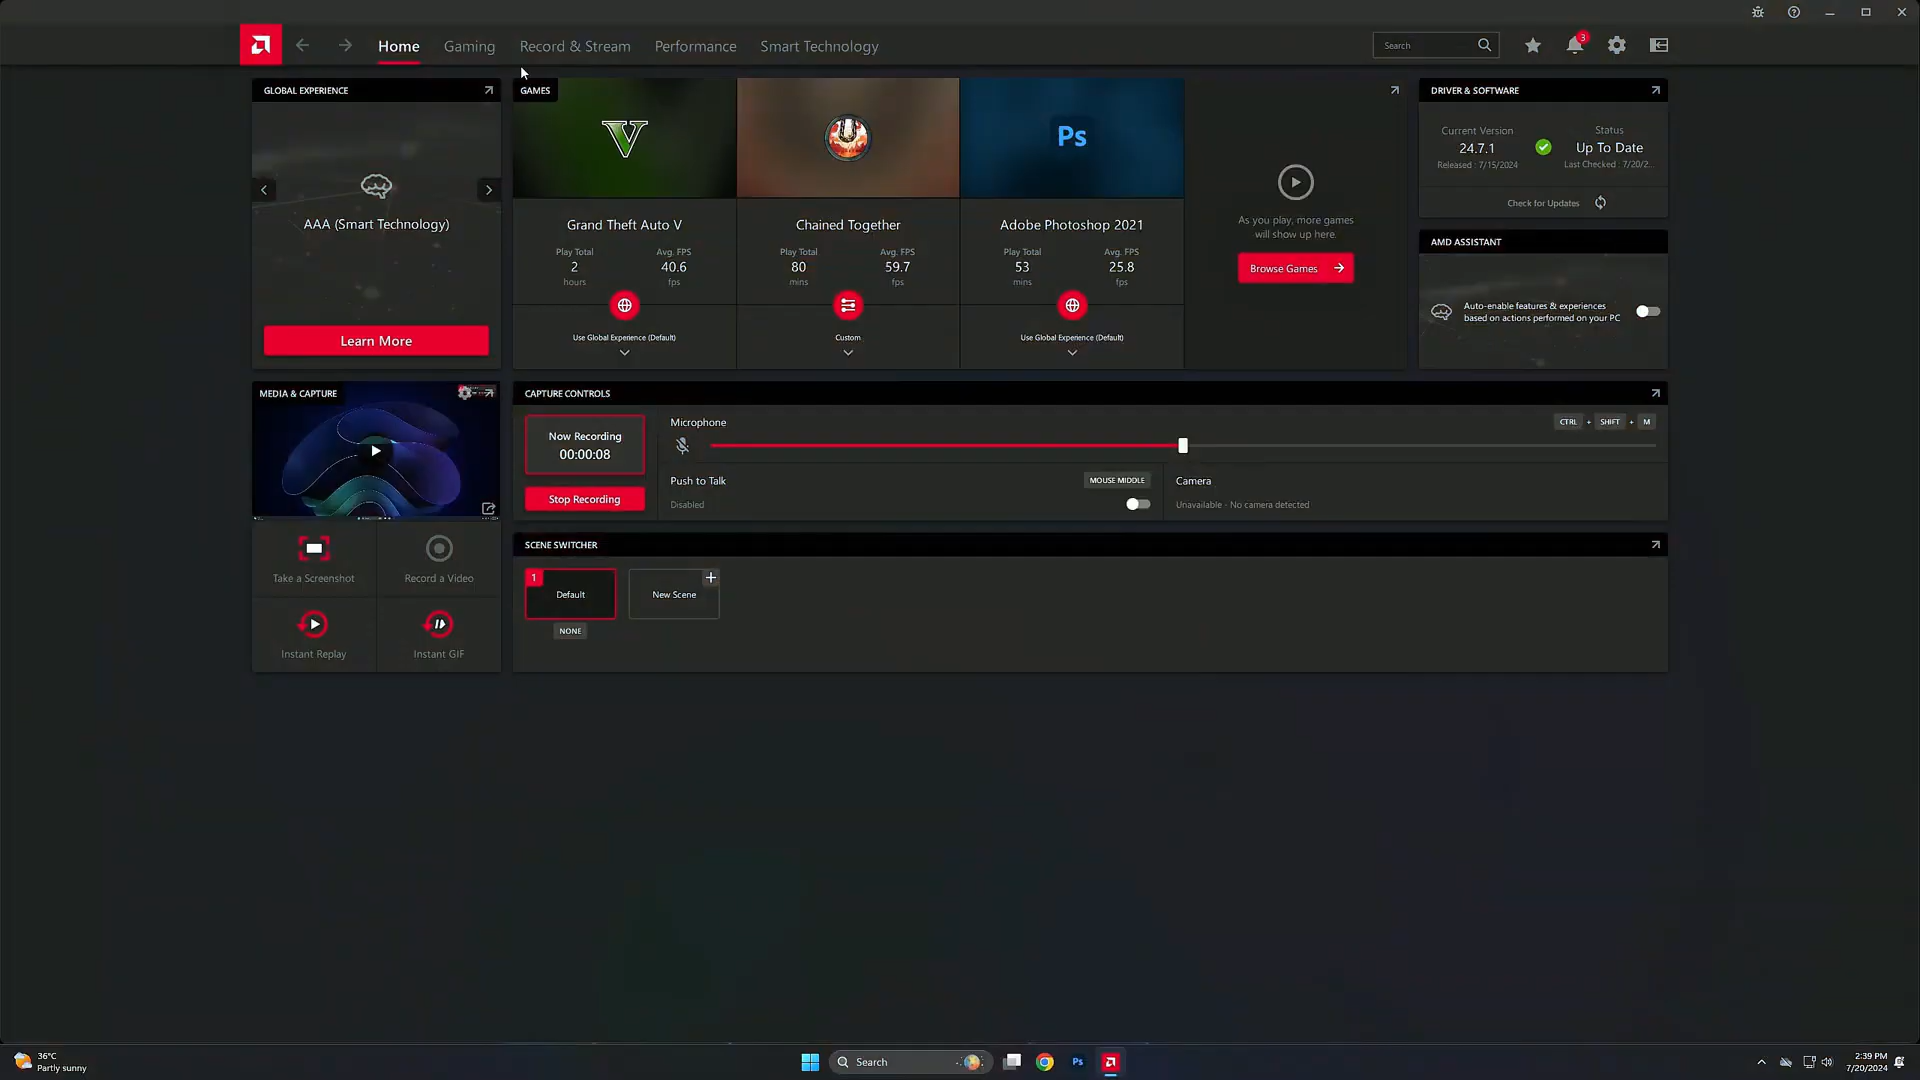 Home
Gaming
Record & Stream
Performance
Smart Technology
Search
3
GLOBAL EXPERIENCE
AAA (Smart Technology)
Learn More
GAMES
V
Grand Theft Auto V
Play Total
2
hours
Avg. FPS
40.6
fps
Use Global Experience (Default)
Chained Together
Play Total
80
mins
Avg. FPS
59.7
fps
Custom
Ps
Adobe Photoshop 2021
Play Total
53
mins
Avg. FPS
25.8
fps
Use Global Experience (Default)
As you play, more games
will show up here.
Browse Games
DRIVER & SOFTWARE
Current Version
24.7.1
Released : 7/15/2024
Status
Up To Date
Last Checked : 7/20/2...
Check for Updates
AMD ASSISTANT
Auto-enable features & experiences
based on actions performed on your PC
MEDIA & CAPTURE
Take a Screenshot
Record a Video
Instant Replay
Instant GIF
CAPTURE CONTROLS
Now Recording
00:00:08
Stop Recording
Microphone
CTRL + SHIFT + M
Push to Talk
MOUSE MIDDLE
Disabled
Camera
Unavailable - No camera detected
SCENE SWITCHER
1
Default
NONE
New Scene
36°C
Partly sunny
Search
Ps
2:39 PM
7/20/2024